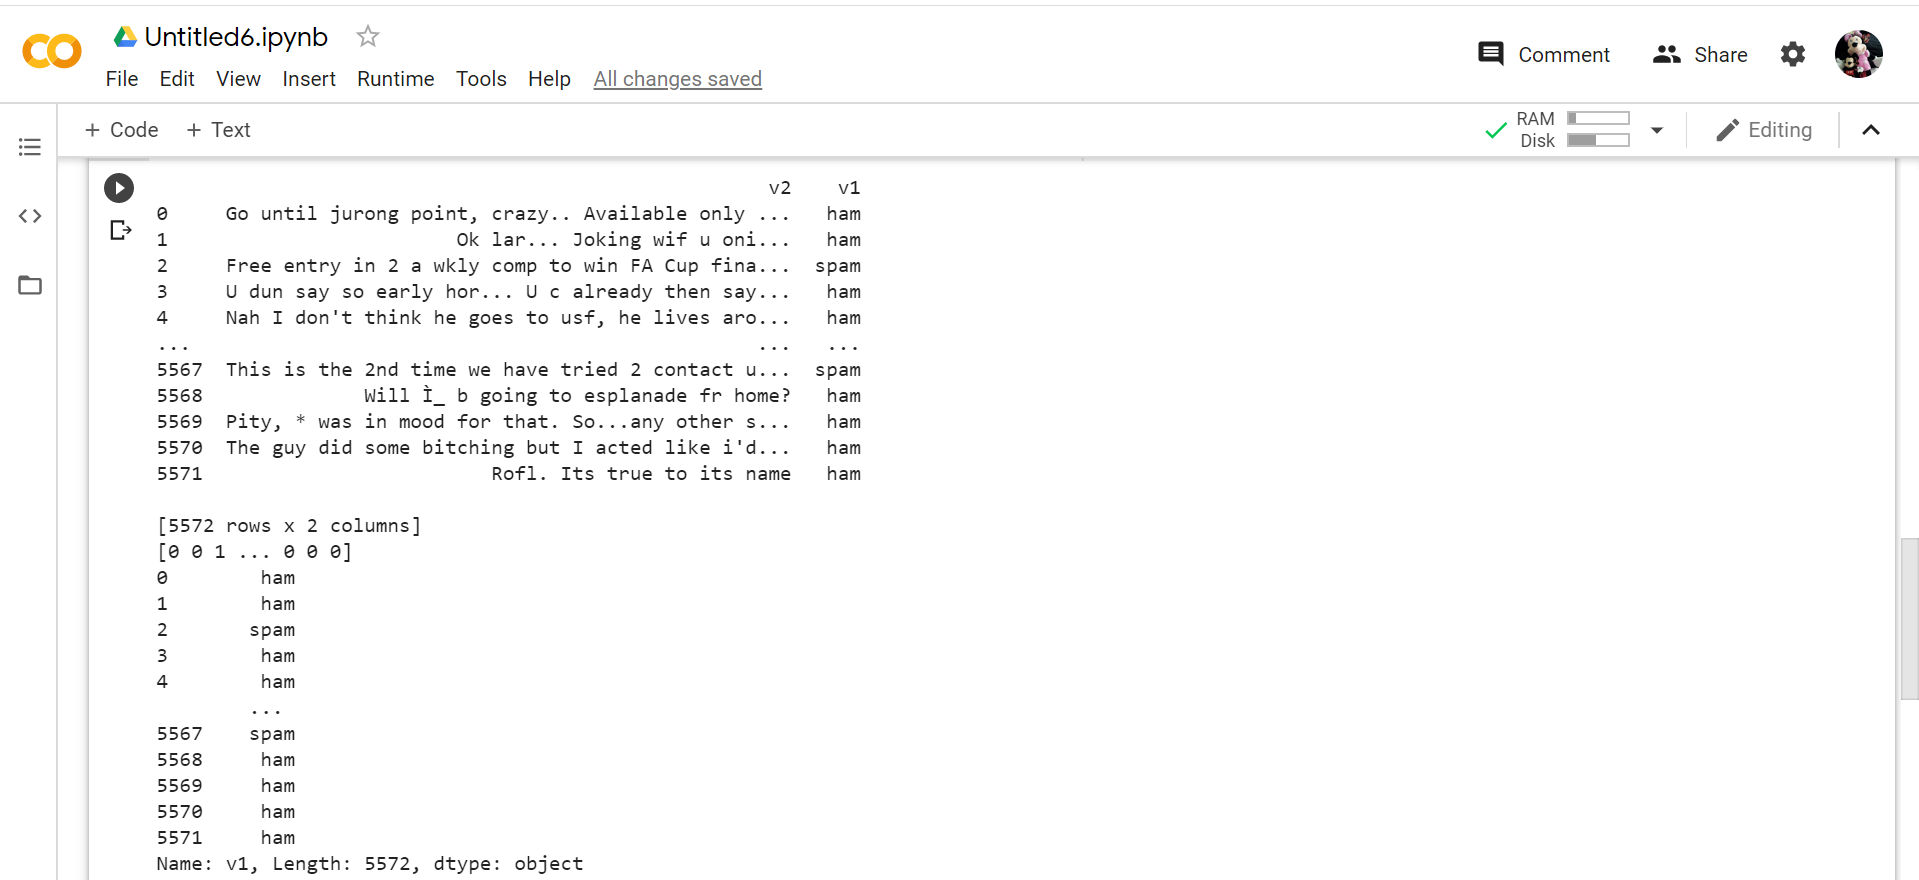 Untitled6.ipynb
File Edit View Insert Runtime Tools Help All changes saved
Comment Share
+ Code + Text
RAM
Disk
Editing
v2 v1
0 Go until jurong point, crazy.. Available only ... ham
1 Ok lar... Joking wif u oni... ham
2 Free entry in 2 a wkly comp to win FA Cup fina... spam
3 U dun say so early hor... U c already then say... ham
4 Nah I don't think he goes to usf, he lives aro... ham
... ... ...
5567 This is the 2nd time we have tried 2 contact u... spam
5568 Will Ì_ b going to esplanade fr home? ham
5569 Pity, * was in mood for that. So...any other s... ham
5570 The guy did some bitching but I acted like i'd... ham
5571 Rofl. Its true to its name ham
[5572 rows x 2 columns]
[0 0 1 ... 0 0 0]
0 ham
1 ham
2 spam
3 ham
4 ham
...
5567 spam
5568 ham
5569 ham
5570 ham
5571 ham
Name: v1, Length: 5572, dtype: object